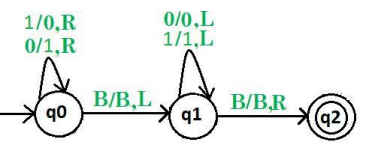 1/0,R
0/1,R
0/0,L
1/1,L
q0
B/B,L
q1
B/B,R
q2